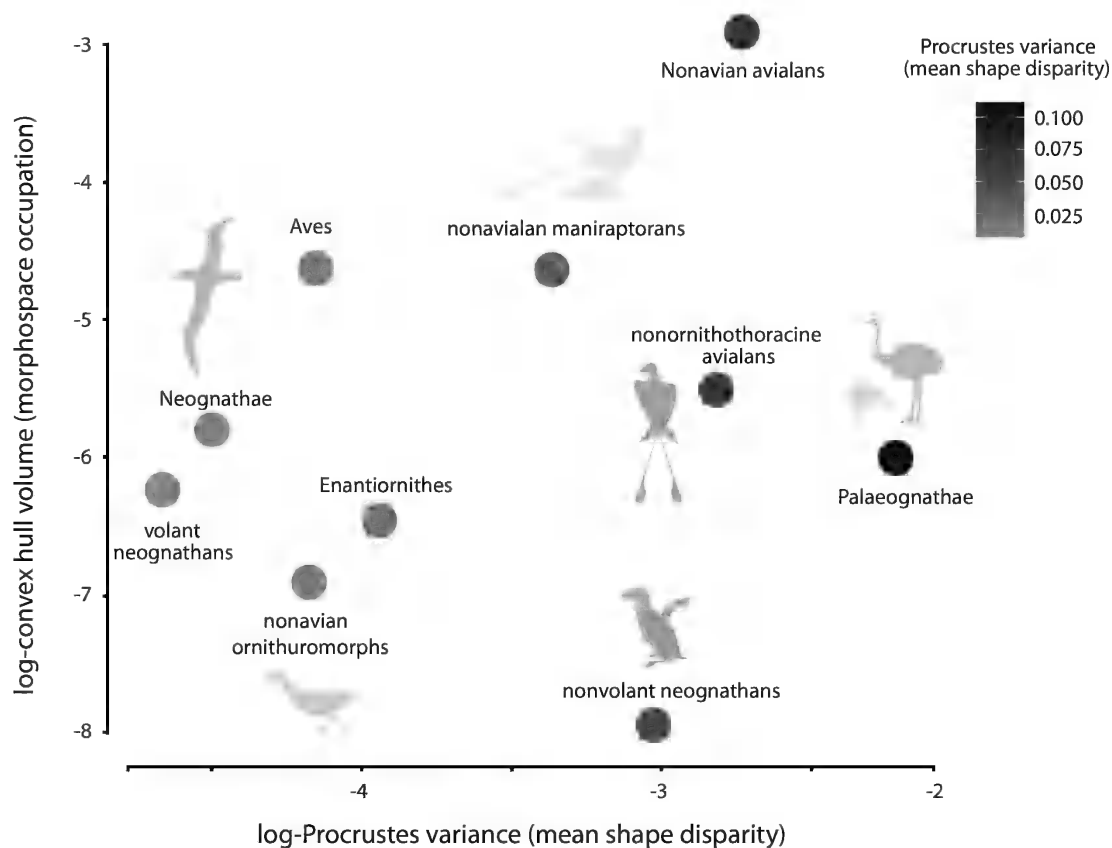 -3
-4
-5
-6
-7
-8
log-convex hull volume (morphospace occupation)
Nonavian avialans
Procrustes variance
(mean shape disparity)
0.100
0.075
0.050
0.025
Aves
nonavialan maniraptorans
nonornithothoracine
avialans
Neognathae
Enantiornithes
Palaeognathae
volant
neognathans
nonavian
ornithuromorphs
nonvolant neognathans
-4
-3
-2
log-Procrustes variance (mean shape disparity)